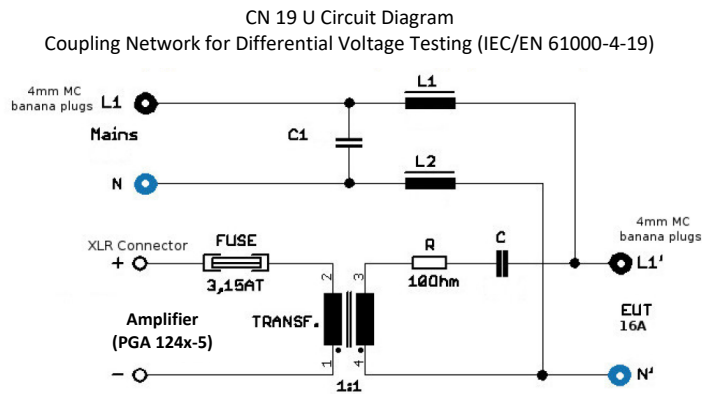 CN 19 U Circuit Diagram
Coupling Network for Differential Voltage Testing (IEC/EN 61000-4-19)
4mm MC
banana plugs
L1
L1
Mains
C1
L2
N
XLR Connector
FUSE
R
C
4mm MC
banana plugs
+
3,15AT
2
3
10Ohm
L1'
Amplifier
(PGA 124x-5)
TRANSF.
EUT
16A
1
4
-
1:1
N'